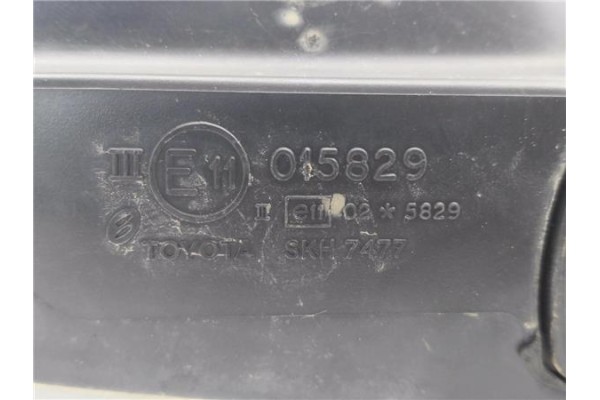 III E11 015829
II e11 02*5829
TOYOTA SKH 7477